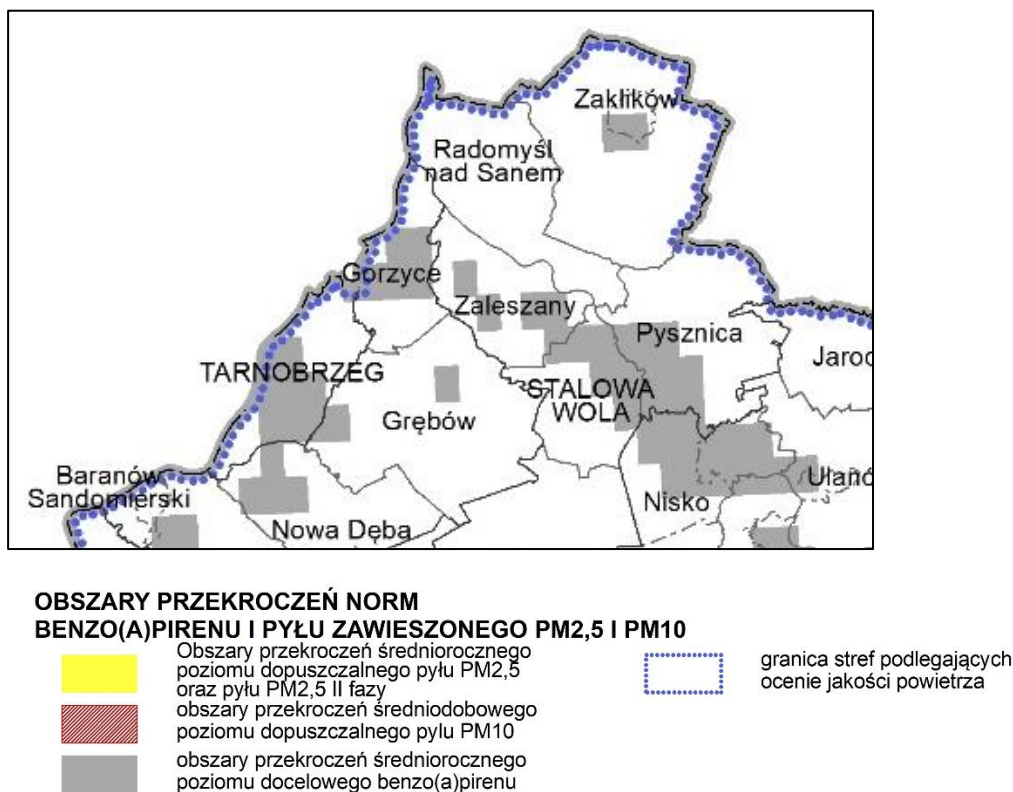 Zaklików
Radomyśl
nad Sanem
Gorzyce
Zaleszany
Pysznica
Jaroc
TARNOBRZEG
STALOWA
WOLA
Grębów
Baranów
Sandomierski
Ulanó
Nisko
Nowa Dęba
OBSZARY PRZEKROCZEŃ NORM
BENZO(A)PIRENU I PYŁU ZAWIESZONEGO PM2,5 I PM10
Obszary przekroczeń średniorocznego
poziomu dopuszczalnego pyłu PM2,5
oraz pyłu PM2,5 II fazy
obszary przekroczeń średniodobowego
poziomu dopuszczalnego pylu PM10
obszary przekroczeń średniorocznego
poziomu docelowego benzo(a)pirenu
granica stref podlegających
ocenie jakości powietrza